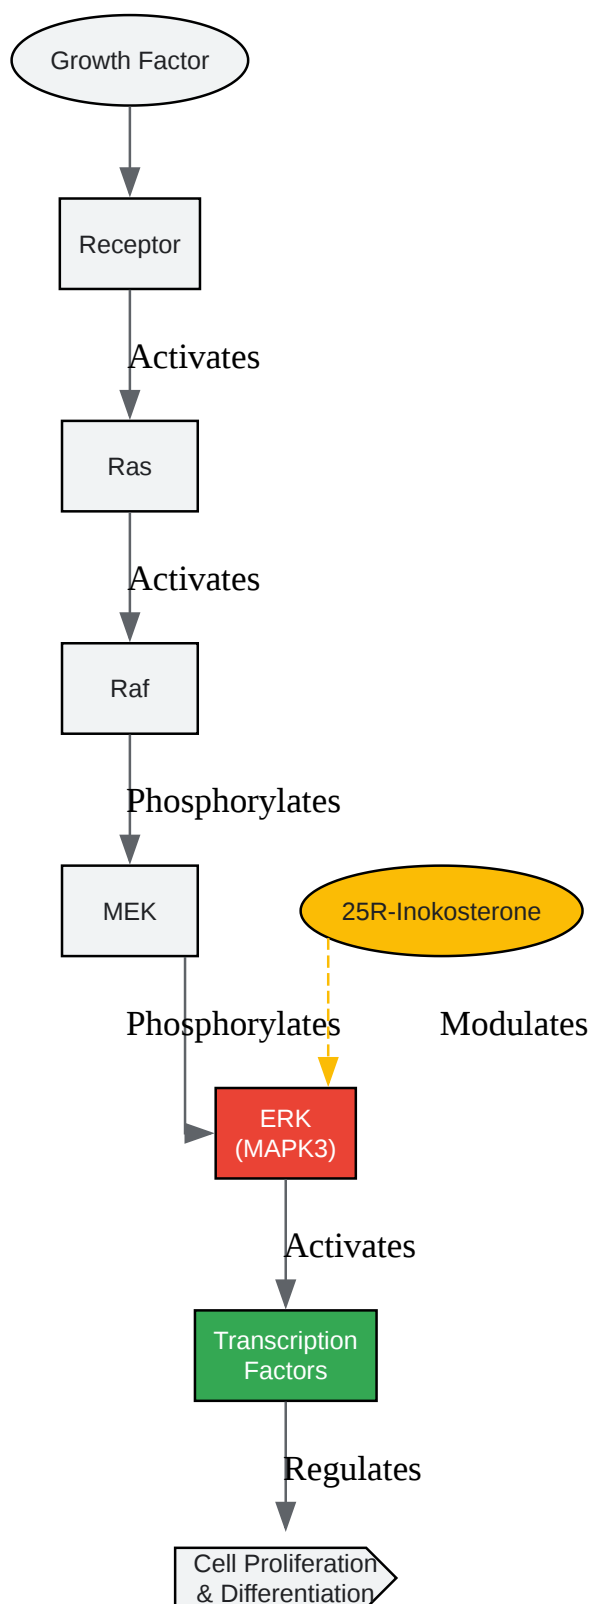 Growth Factor
Receptor
Activates
Ras
Activates
Raf
Phosphorylates
MEK
25R-Inokosterone
Phosphorylates
Modulates
ERK
(MAPK3)
Activates
Transcription
Factors
Regulates
Cell Proliferation
& Differentiation